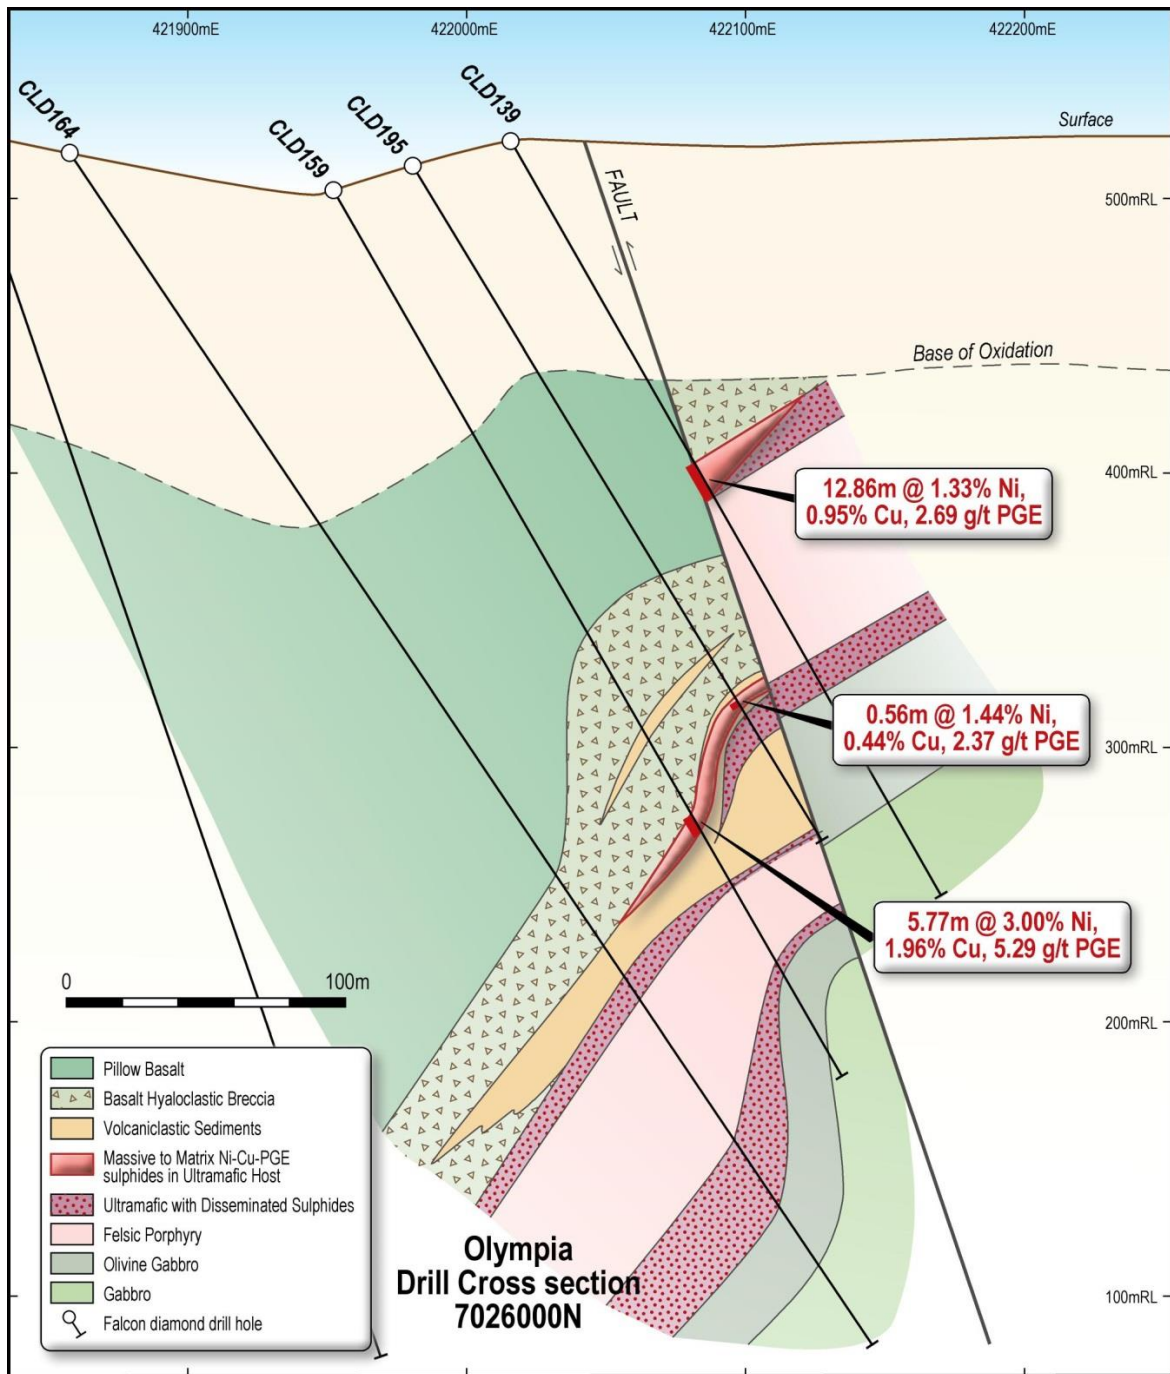 421900mE
422000mE
422100mE
422200mE
CLD164
CLD159
CLD195
CLD139
Surface
FAULT
500mRL
Base of Oxidation
400mRL
12.86m @ 1.33% Ni,
0.95% Cu, 2.69 g/t PGE
0.56m @ 1.44% Ni,
0.44% Cu, 2.37 g/t PGE
300mRL
5.77m @ 3.00% Ni,
1.96% Cu, 5.29 g/t PGE
0
100m
200mRL
Pillow Basalt
Basalt Hyaloclastic Breccia
Volcaniclastic Sediments
Massive to Matrix Ni-Cu-PGE
sulphides in Ultramafic Host
Ultramafic with Disseminated Sulphides
Felsic Porphyry
Olivine Gabbro
Gabbro
Falcon diamond drill hole
Olympia
Drill Cross section
7026000N
100mRL